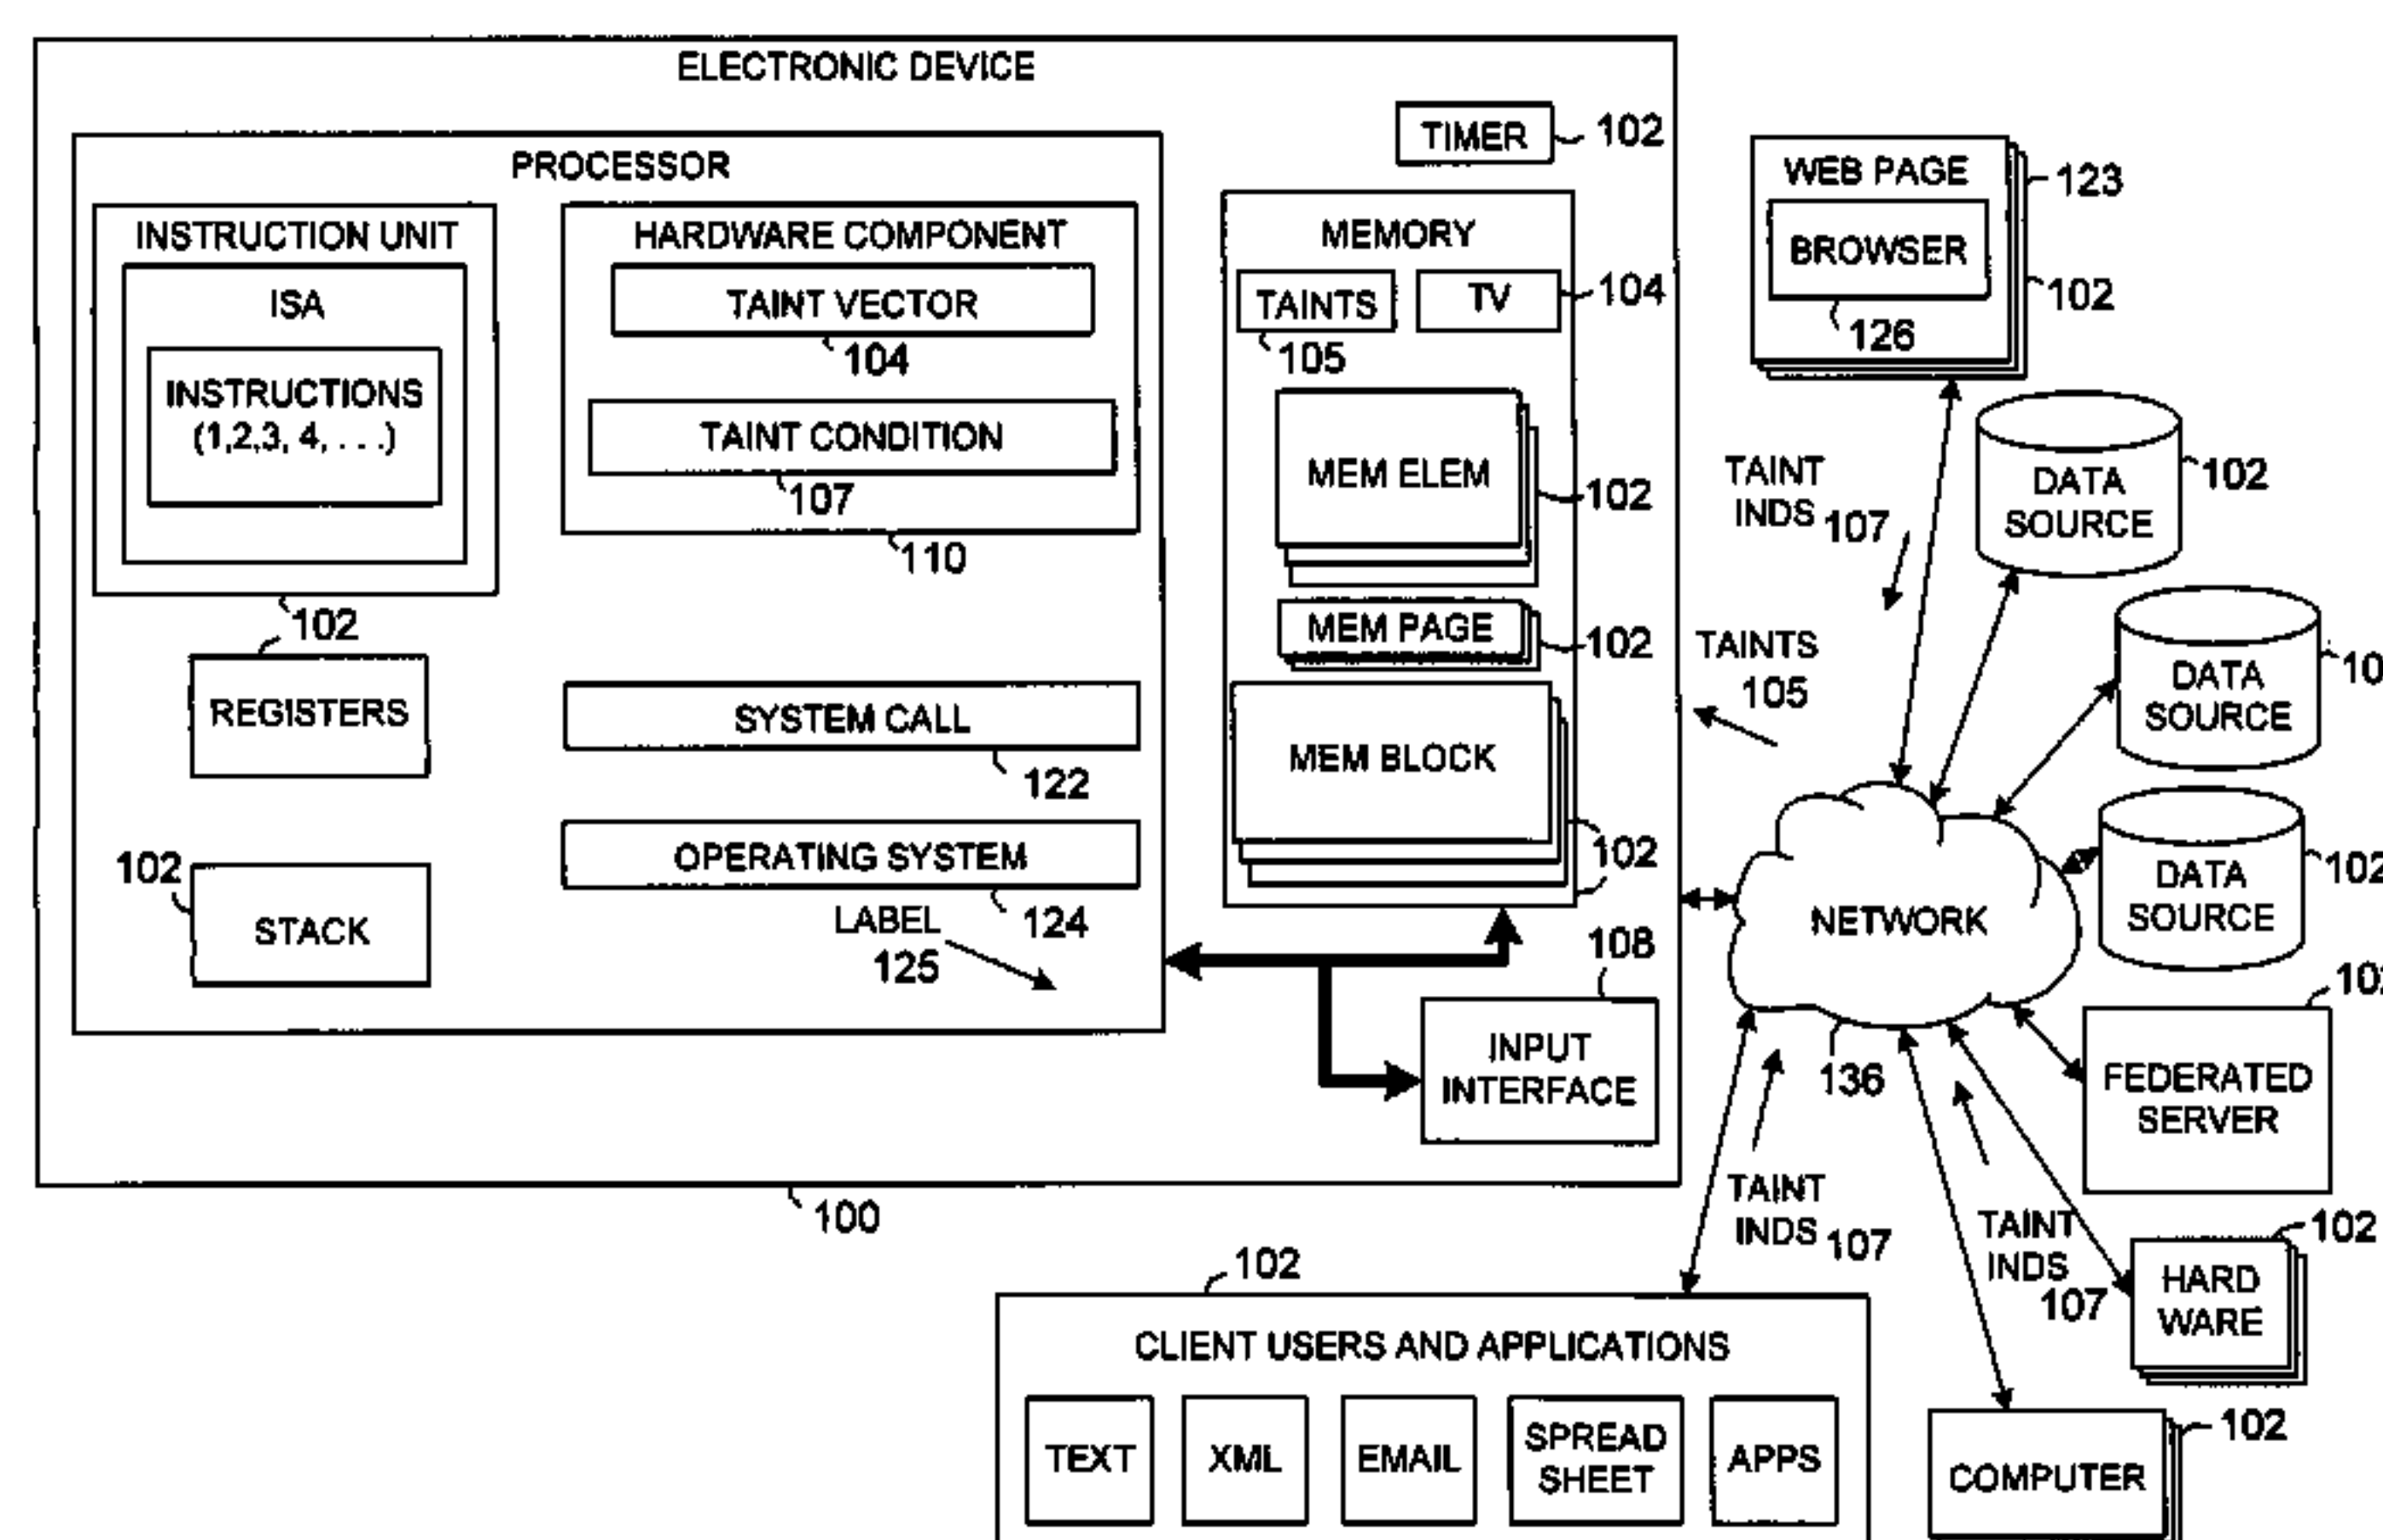 ELECTRONIC DEVICE
PROCESSOR
INSTRUCTION UNIT
ISA
INSTRUCTIONS
(1,2,3, 4, . . .)
102
REGISTERS
102
STACK
HARDWARE COMPONENT
TAINT VECTOR
104
TAINT CONDITION
107
110
SYSTEM CALL
122
OPERATING SYSTEM
124
LABEL
125
TIMER
102
MEMORY
TAINTS
105
TV
104
MEM ELEM
102
MEM PAGE
102
MEM BLOCK
102
108
INPUT
INTERFACE
100
WEB PAGE
123
BROWSER
126
102
TAINT
INDS 107
TAINTS
105
DATA
SOURCE
102
DATA
SOURCE
10
DATA
SOURCE
102
NETWORK
136
102
FEDERATED
SERVER
TAINT
INDS 107
TAINT
INDS
107
102
HARD
WARE
102
COMPUTER
102
CLIENT USERS AND APPLICATIONS
TEXT
XML
EMAIL
SPREAD
SHEET
APPS